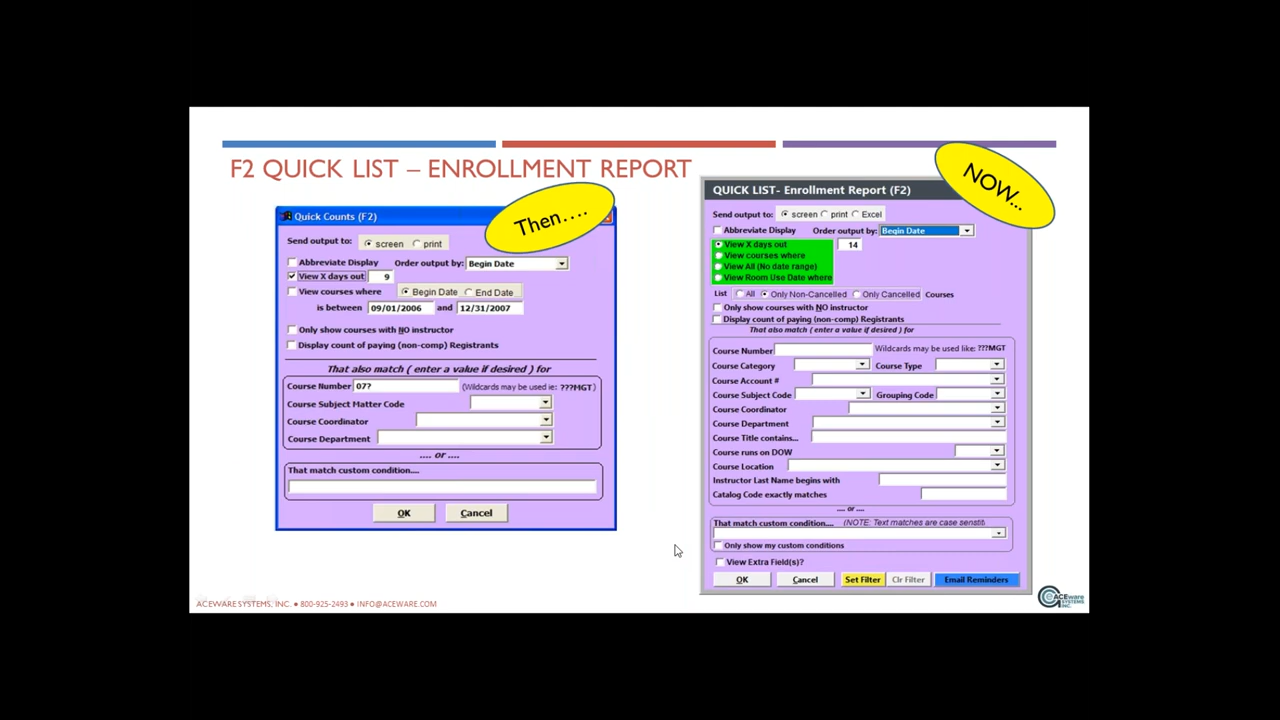 F2 QUICK LIST – ENROLLMENT REPORT
Then.....
Quick Counts (F2)
Send output to: screen print
Abbreviate Display Order output by: Begin Date
View X days out 9
View courses where Begin Date End Date
is between 09/01/2006 and 12/31/2007
Only show courses with NO instructor
Display count of paying (non-comp) Registrants
That also match ( enter a value if desired ) for
Course Number 07? (Wildcards may be used ie: ???MGT)
Course Subject Matter Code
Course Coordinator
Course Department
.... or ....
That match custom condition....
OK Cancel
NOW...
QUICK LIST- Enrollment Report (F2)
Send output to: screen print Excel
Abbreviate Display Order output by: Begin Date
View X days out 14
View courses where
View All (No date range)
View Room Use Date where
List All Only Non-Cancelled Only Cancelled Courses
Only show courses with NO instructor
Display count of paying (non-comp) Registrants
That also match ( enter a value if desired ) for
Course Number Wildcards may be used like: ???MGT
Course Category Course Type
Course Account #
Course Subject Code Grouping Code
Course Coordinator
Course Department
Course Title contains...
Course runs on DOW
Course Location
Instructor Last Name begins with
Catalog Code exactly matches
.... or ....
That match custom condition.... (NOTE: Text matches are case sensiti
Only show my custom conditions
View Extra Field(s)?
OK Cancel Set Filter Clr Filter Email Reminders
ACEWARE SYSTEMS, INC. ● 800-925-2493 ● INFO@ACEWARE.COM
ACEware
SYSTEMS
INC.